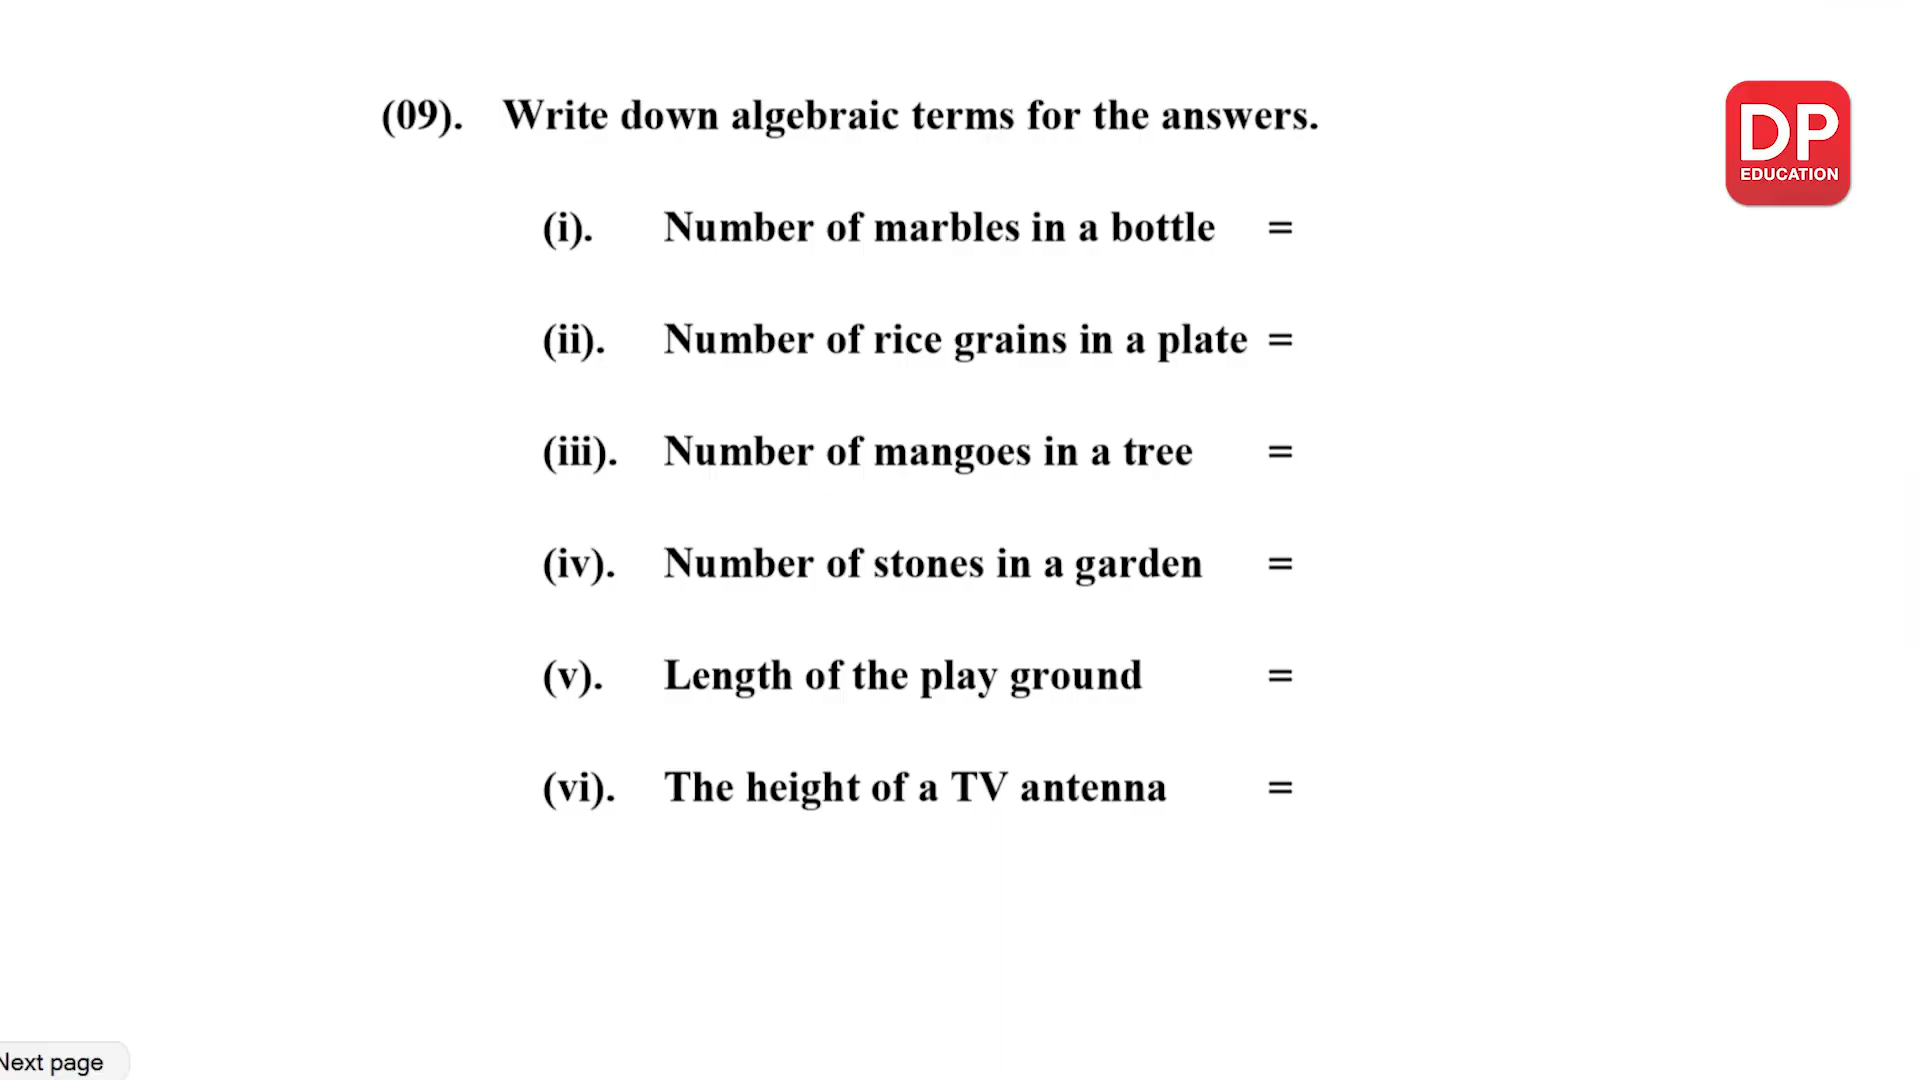 (09). Write down algebraic terms for the answers.
DP
EDUCATION
(i). Number of marbles in a bottle =
(ii). Number of rice grains in a plate =
(iii). Number of mangoes in a tree =
(iv). Number of stones in a garden =
(v). Length of the play ground =
(vi). The height of a TV antenna =
Next page